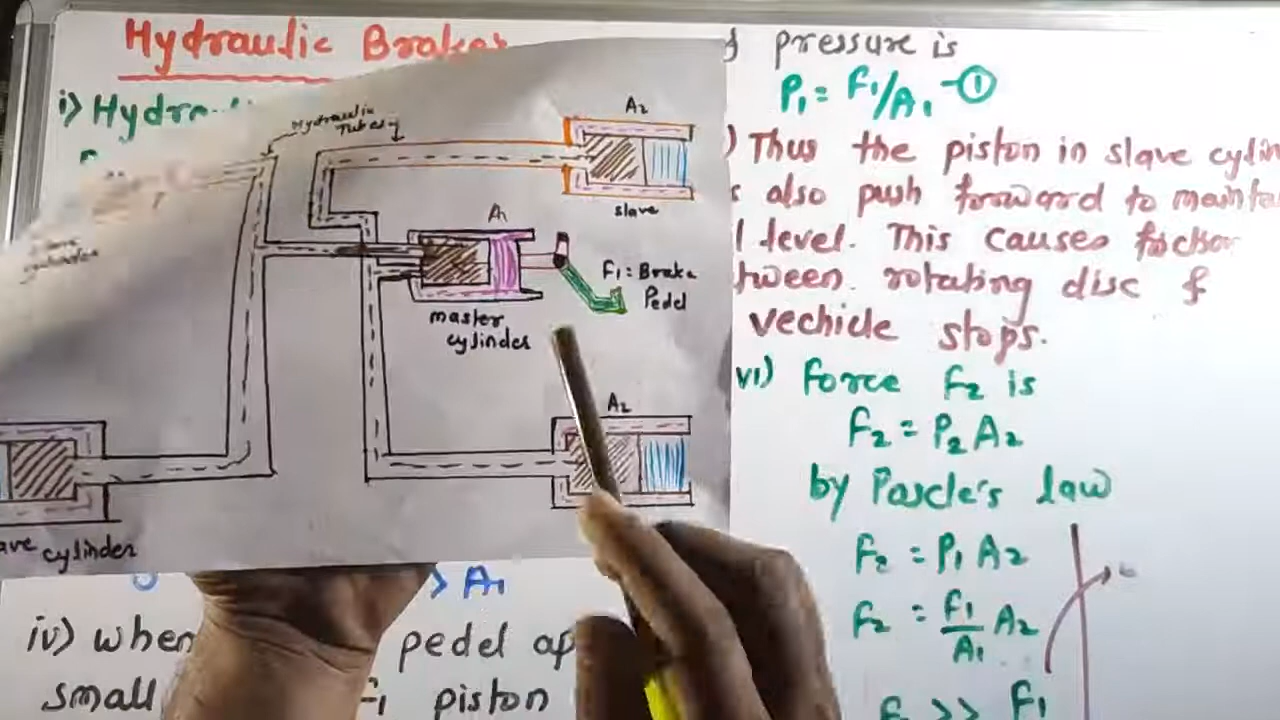 Hydraulic Brakes
i) Hydra
> A1
iv) when pedel ap
small F1 piston
Hydraulic
Tubes
A2
slave
A1
F1 = Brake
Pedel
master
cylinder
A2
ave cylinder
pressure is
P1 = F1/A1 -①
) Thus the piston in slave cylin
also push forward to mainta
l level. This causes
tween rotating disc &
vechicle stops.
vi) Force F2 is
F2 = P2 A2
by Pascle's law
F2 = P1 A2
F2 = F1/A1 A2
F >> F1